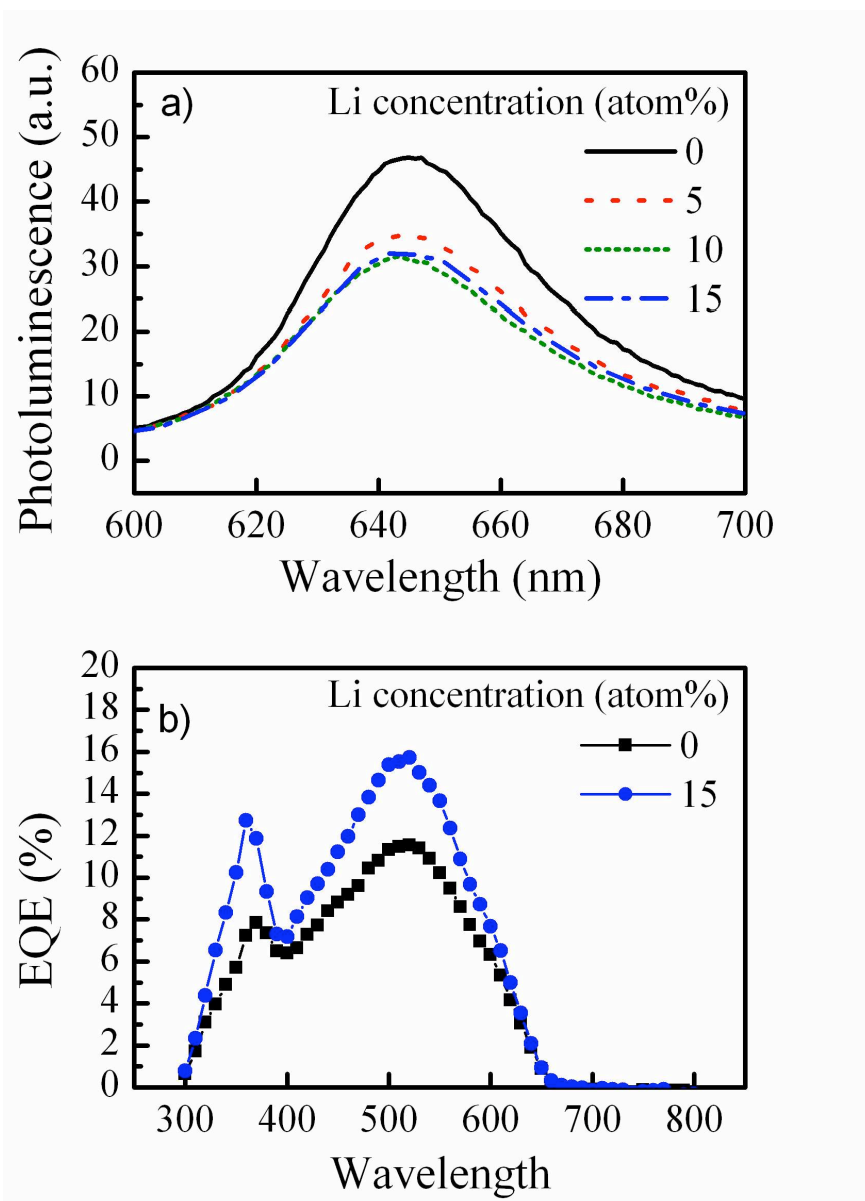 a)
Li concentration (atom%)
0
5
10
15
60
50
40
30
20
10
0
Photoluminescence (a.u.)
600 620 640 660 680 700
Wavelength (nm)
b)
Li concentration (atom%)
0
15
20
18
16
14
12
10
8
6
4
2
0
EQE (%)
300 400 500 600 700 800
Wavelength